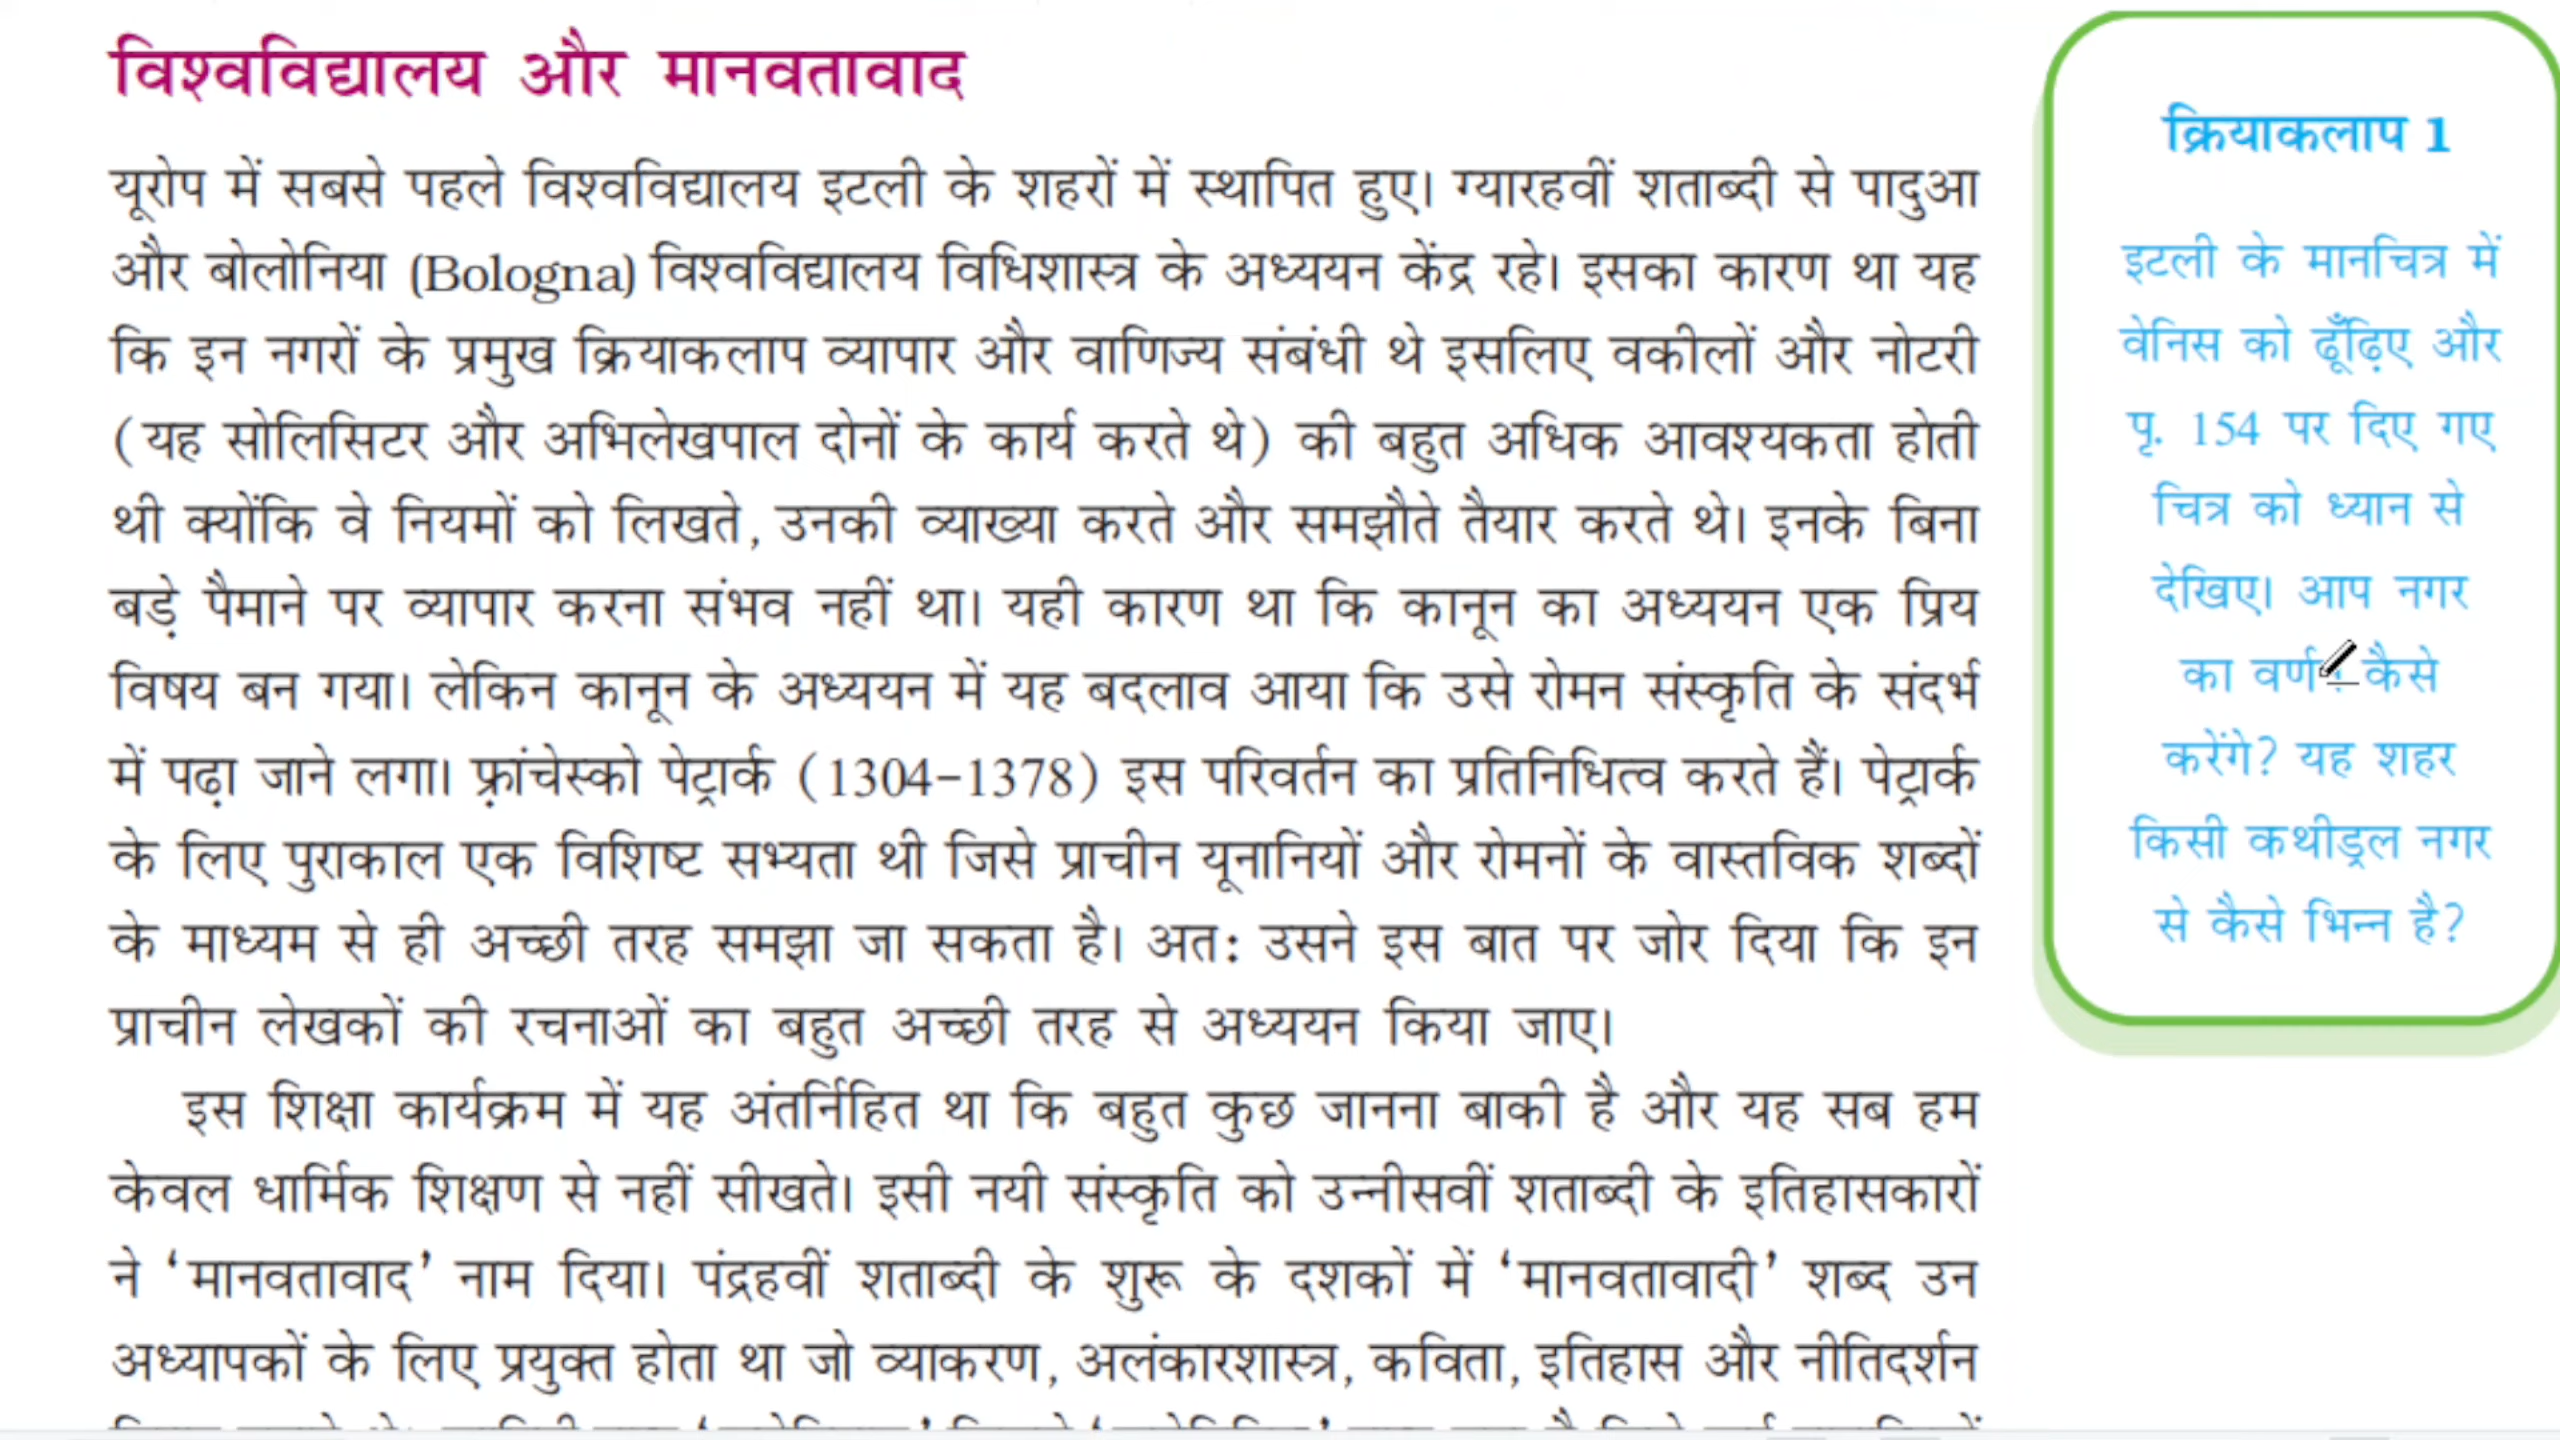 विश्वविद्यालय और मानवतावाद
यूरोप में सबसे पहले विश्वविद्यालय इटली के शहरों में स्थापित हुए। ग्यारहवीं शताब्दी से पादुआ
और बोलोनिया (Bologna) विश्वविद्यालय विधिशास्त्र के अध्ययन केंद्र रहे। इसका कारण था यह
कि इन नगरों के प्रमुख क्रियाकलाप व्यापार और वाणिज्य संबंधी थे इसलिए वकीलों और नोटरी
(यह सोलिसिटर और अभिलेखपाल दोनों के कार्य करते थे) की बहुत अधिक आवश्यकता होती
थी क्योंकि वे नियमों को लिखते, उनकी व्याख्या करते और समझौते तैयार करते थे। इनके बिना
बड़े पैमाने पर व्यापार करना संभव नहीं था। यही कारण था कि कानून का अध्ययन एक प्रिय
विषय बन गया। लेकिन कानून के अध्ययन में यह बदलाव आया कि उसे रोमन संस्कृति के संदर्भ
में पढ़ा जाने लगा। फ़्रांचेस्को पेट्रार्क (1304-1378) इस परिवर्तन का प्रतिनिधित्व करते हैं। पेट्रार्क
के लिए पुराकाल एक विशिष्ट सभ्यता थी जिसे प्राचीन यूनानियों और रोमनों के वास्तविक शब्दों
के माध्यम से ही अच्छी तरह समझा जा सकता है। अत: उसने इस बात पर जोर दिया कि इन
प्राचीन लेखकों की रचनाओं का बहुत अच्छी तरह से अध्ययन किया जाए।
इस शिक्षा कार्यक्रम में यह अंतर्निहित था कि बहुत कुछ जानना बाकी है और यह सब हम
केवल धार्मिक शिक्षण से नहीं सीखते। इसी नयी संस्कृति को उन्नीसवीं शताब्दी के इतिहासकारों
ने ‘मानवतावाद’ नाम दिया। पंद्रहवीं शताब्दी के शुरू के दशकों में ‘मानवतावादी’ शब्द उन
अध्यापकों के लिए प्रयुक्त होता था जो व्याकरण, अलंकारशास्त्र, कविता, इतिहास और नीतिदर्शन
क्रियाकलाप 1
इटली के मानचित्र में
वेनिस को ढूँढ़िए और
पृ. 154 पर दिए गए
चित्र को ध्यान से
देखिए। आप नगर
का कैसे
करेंगे? यह शहर
किसी कथीड्रल नगर
से कैसे भिन्न है?